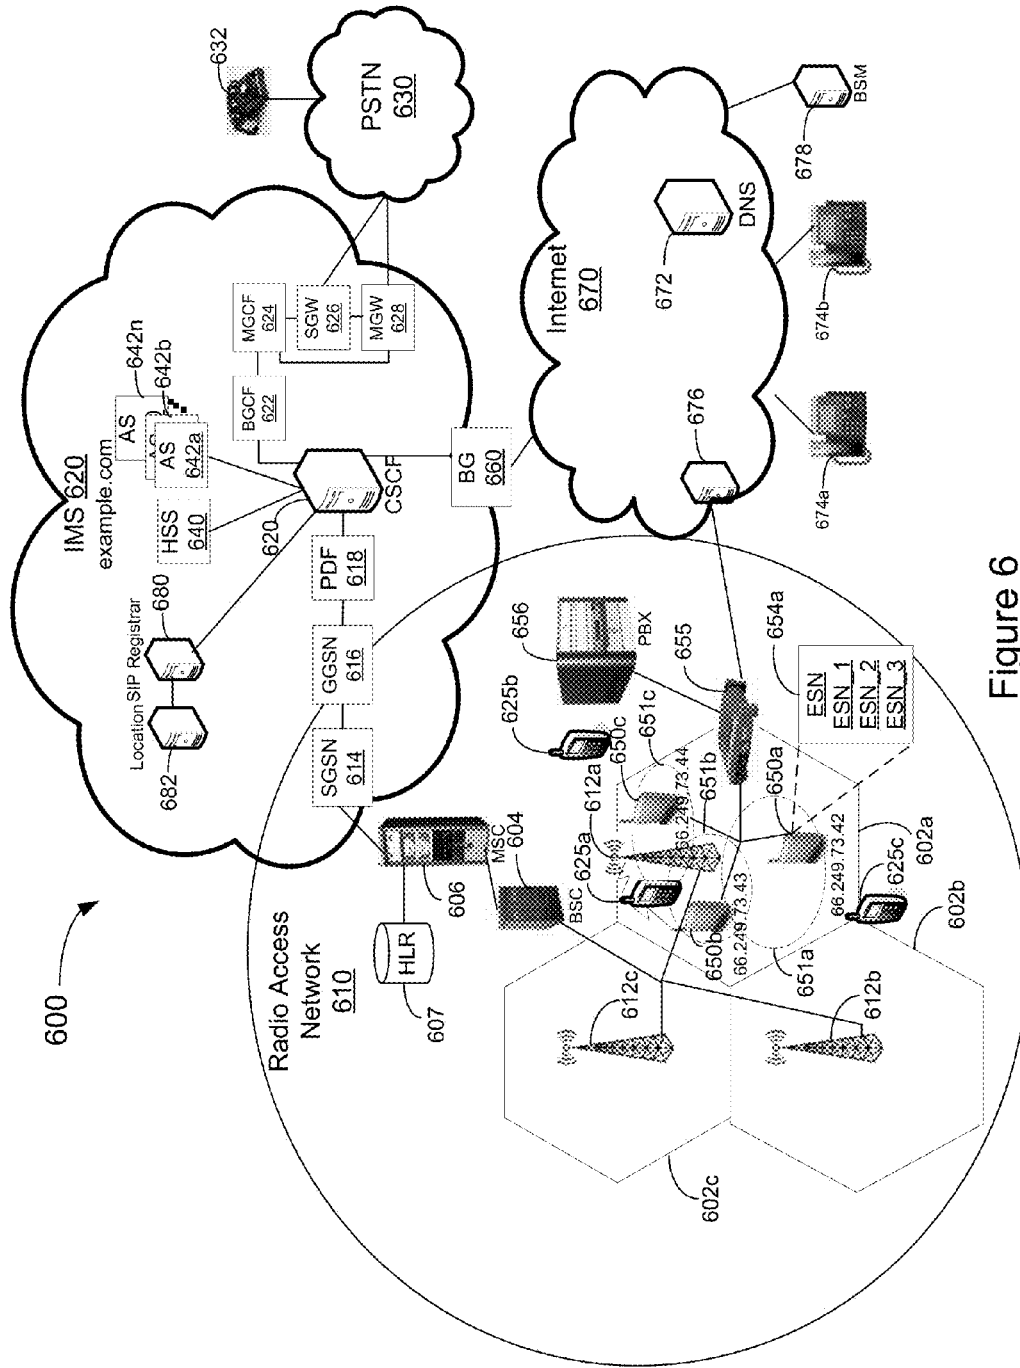 600
IMS 620
example.com
AS
642n
642b
AS
642a
HSS
640
620
CSCF
680
SIP Registrar
Location
682
BGCF
622
MGCF
624
SGW
626
MGW
628
PSTN
630
632
PDF
618
GGSN
616
SGSN
614
BG
660
Internet
670
672
DNS
676
678
BSM
674a
674b
Radio Access
Network
610
HLR
607
606
MSC
604
BSC
656
PBX
655
625b
650c
651c
612a
625a
66.249.73.44
651b
650a
654a
ESN
ESN_1
ESN_2
ESN_3
650b
66.249.73.43
66.249.73.42
651a
602a
625c
602b
612c
612b
602c
Figure 6